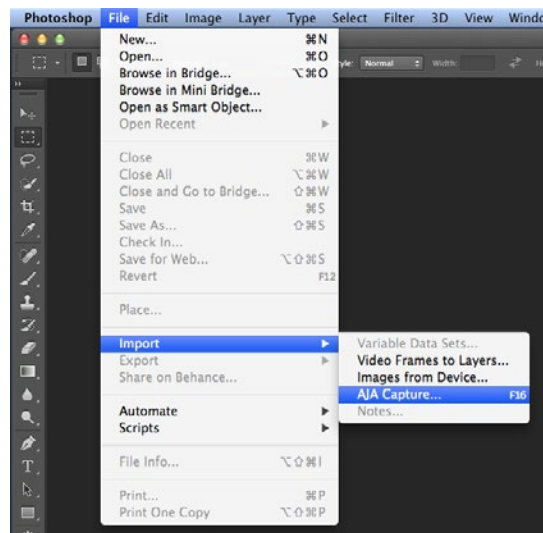 Photoshop File Edit Image Layer Type Select Filter 3D View
New... ⌘N
Open... ⌘O
Style: Normal Width:
Browse in Bridge... ⌥⌘O
Browse in Mini Bridge...
Open as Smart Object...
Open Recent
Close ⌘W
Close All ⌥⌘W
Close and Go to Bridge... ⇧⌘W
Save ⌘S
Save As... ⇧⌘S
Check In...
Save for Web... ⌥⇧⌘S
Revert F12
Place...
Import
Variable Data Sets...
Export
Video Frames to Layers...
Share on Behance...
Images from Device...
AJA Capture... F16
Automate
Notes...
Scripts
File Info... ⌥⇧⌘I
Print... ⌘P
Print One Copy ⌥⇧⌘P